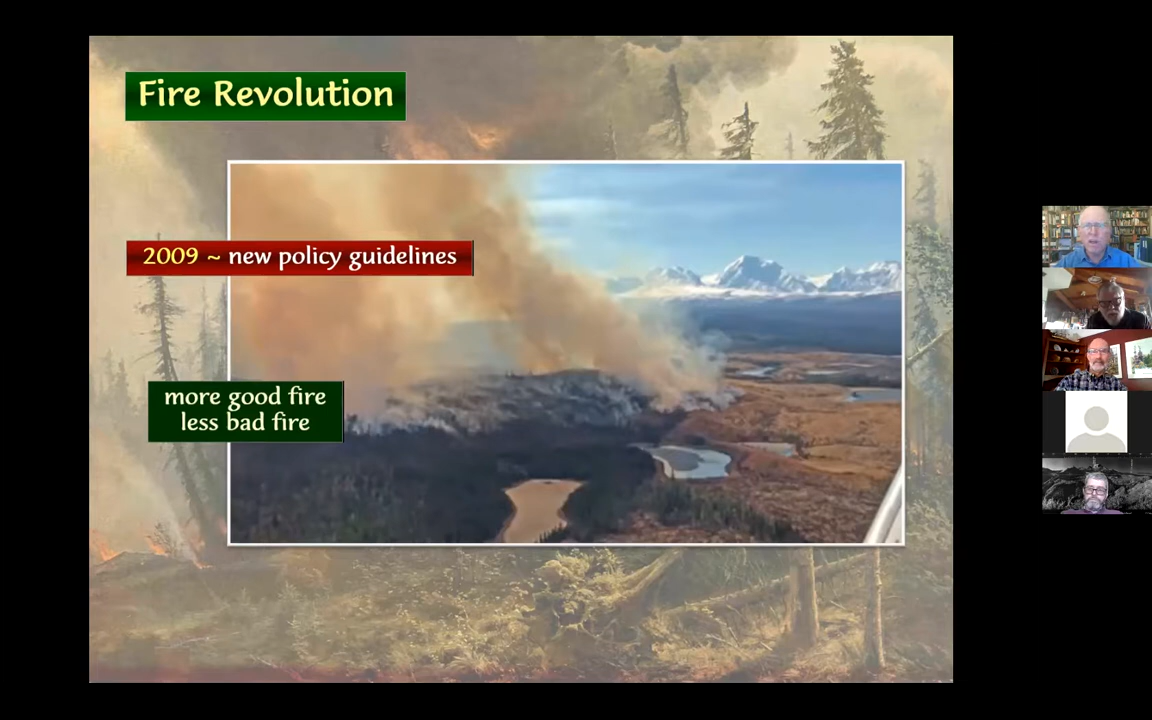 Fire Revolution
2009 ~ new policy guidelines
more good fire
less bad fire